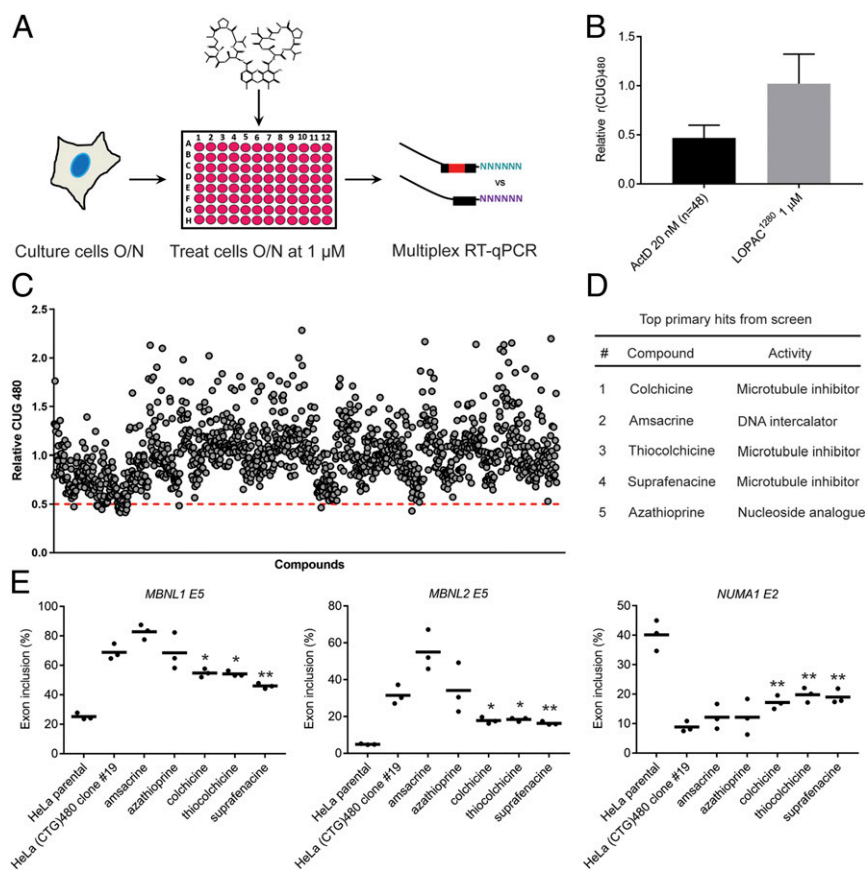 A
1 2 3 4 5 6 7 8 9 10 11 12
A
B
C
D
E
F
G
H
NNNNNN
vs
NNNNNN
Culture cells O/N
Treat cells O/N at 1 µM
Multiplex RT-qPCR
B
Relative r(CUG)480
1.5
1.0
0.5
0.0
ActD 20 nM (n=48)
LOPAC1280 1 µM
C
Relative CUG 480
2.5
2.0
1.5
1.0
0.5
0.0
Compounds
D
Top primary hits from screen
# Compound Activity
1 Colchicine Microtubule inhibitor
2 Amsacrine DNA intercalator
3 Thiocolchicine Microtubule inhibitor
4 Suprafenacine Microtubule inhibitor
5 Azathioprine Nucleoside analogue
E
MBNL1 E5
Exon inclusion (%)
100
80
60
40
20
0
* * **
HeLa parental
HeLa (CTG)480 clone #19
amsacrine
azathioprine
colchicine
thiocolchicine
suprafenacine
MBNL2 E5
Exon inclusion (%)
80
60
40
20
0
* * **
HeLa parental
HeLa (CTG)480 clone #19
amsacrine
azathioprine
colchicine
thiocolchicine
suprafenacine
NUMA1 E2
Exon inclusion (%)
50
40
30
20
10
0
** ** **
HeLa parental
HeLa (CTG)480 clone #19
amsacrine
azathioprine
colchicine
thiocolchicine
suprafenacine